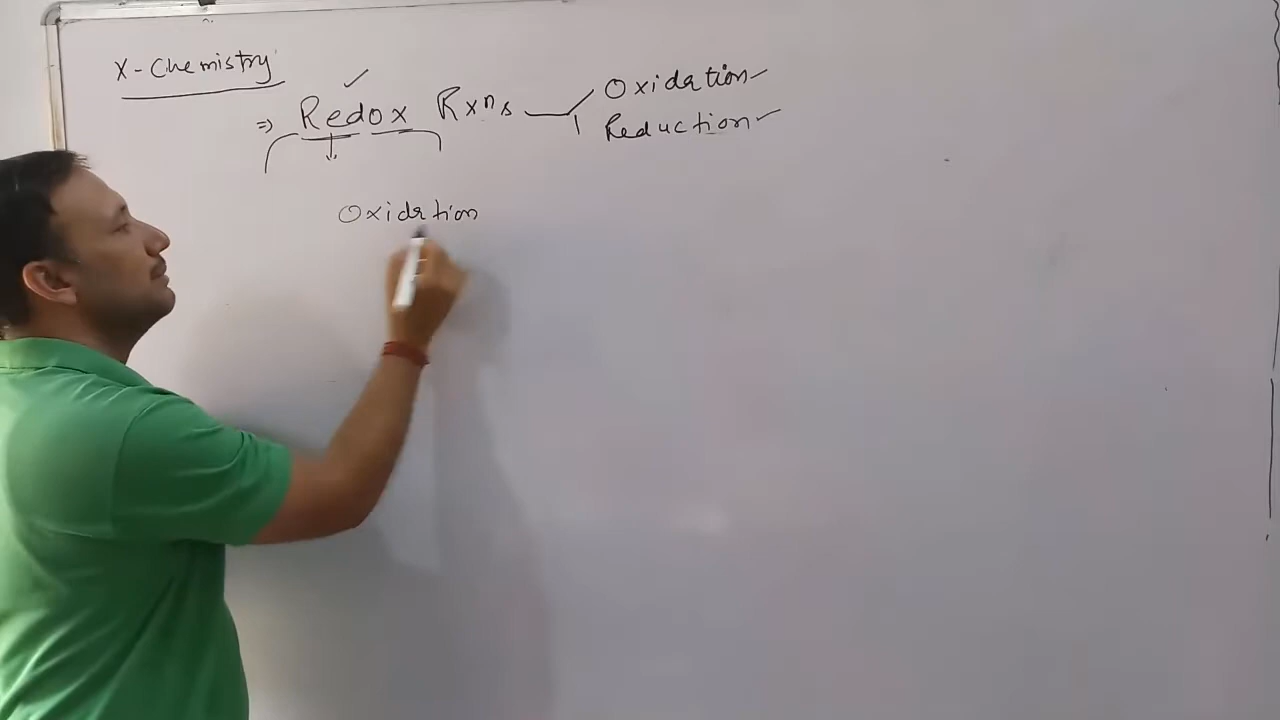 X-Chemistry
⇒ Redox Rxns
Oxidation
Reduction
Oxidation